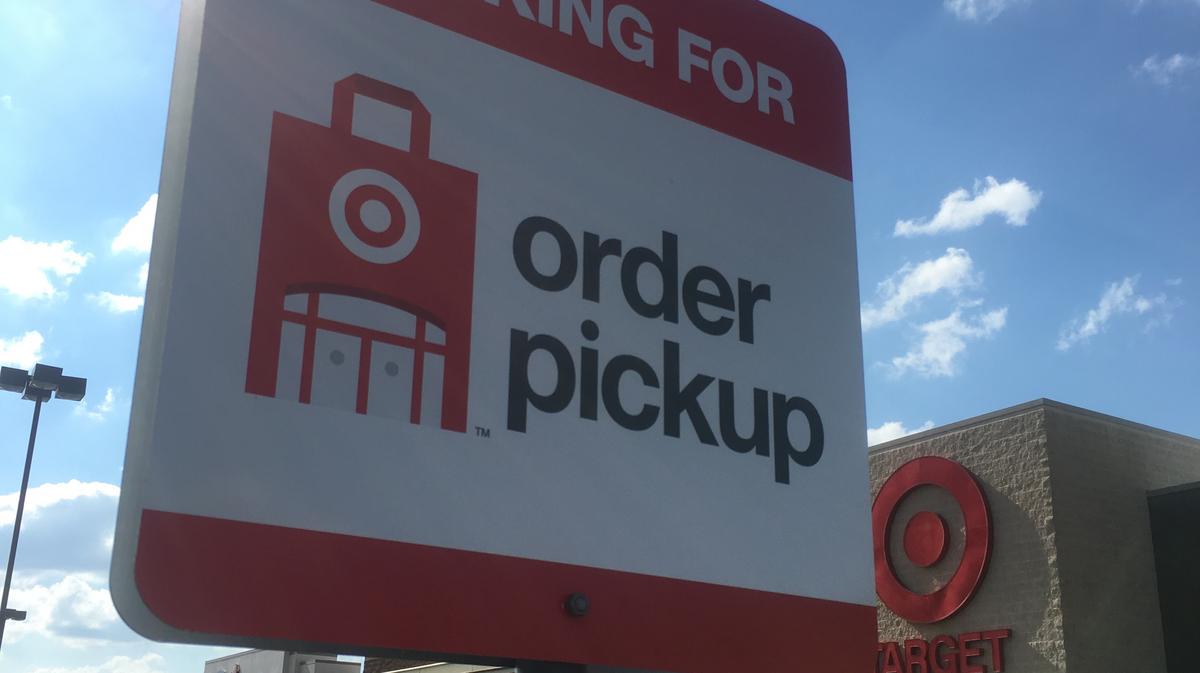 KING FOR
order
pickup
TM
TARGET